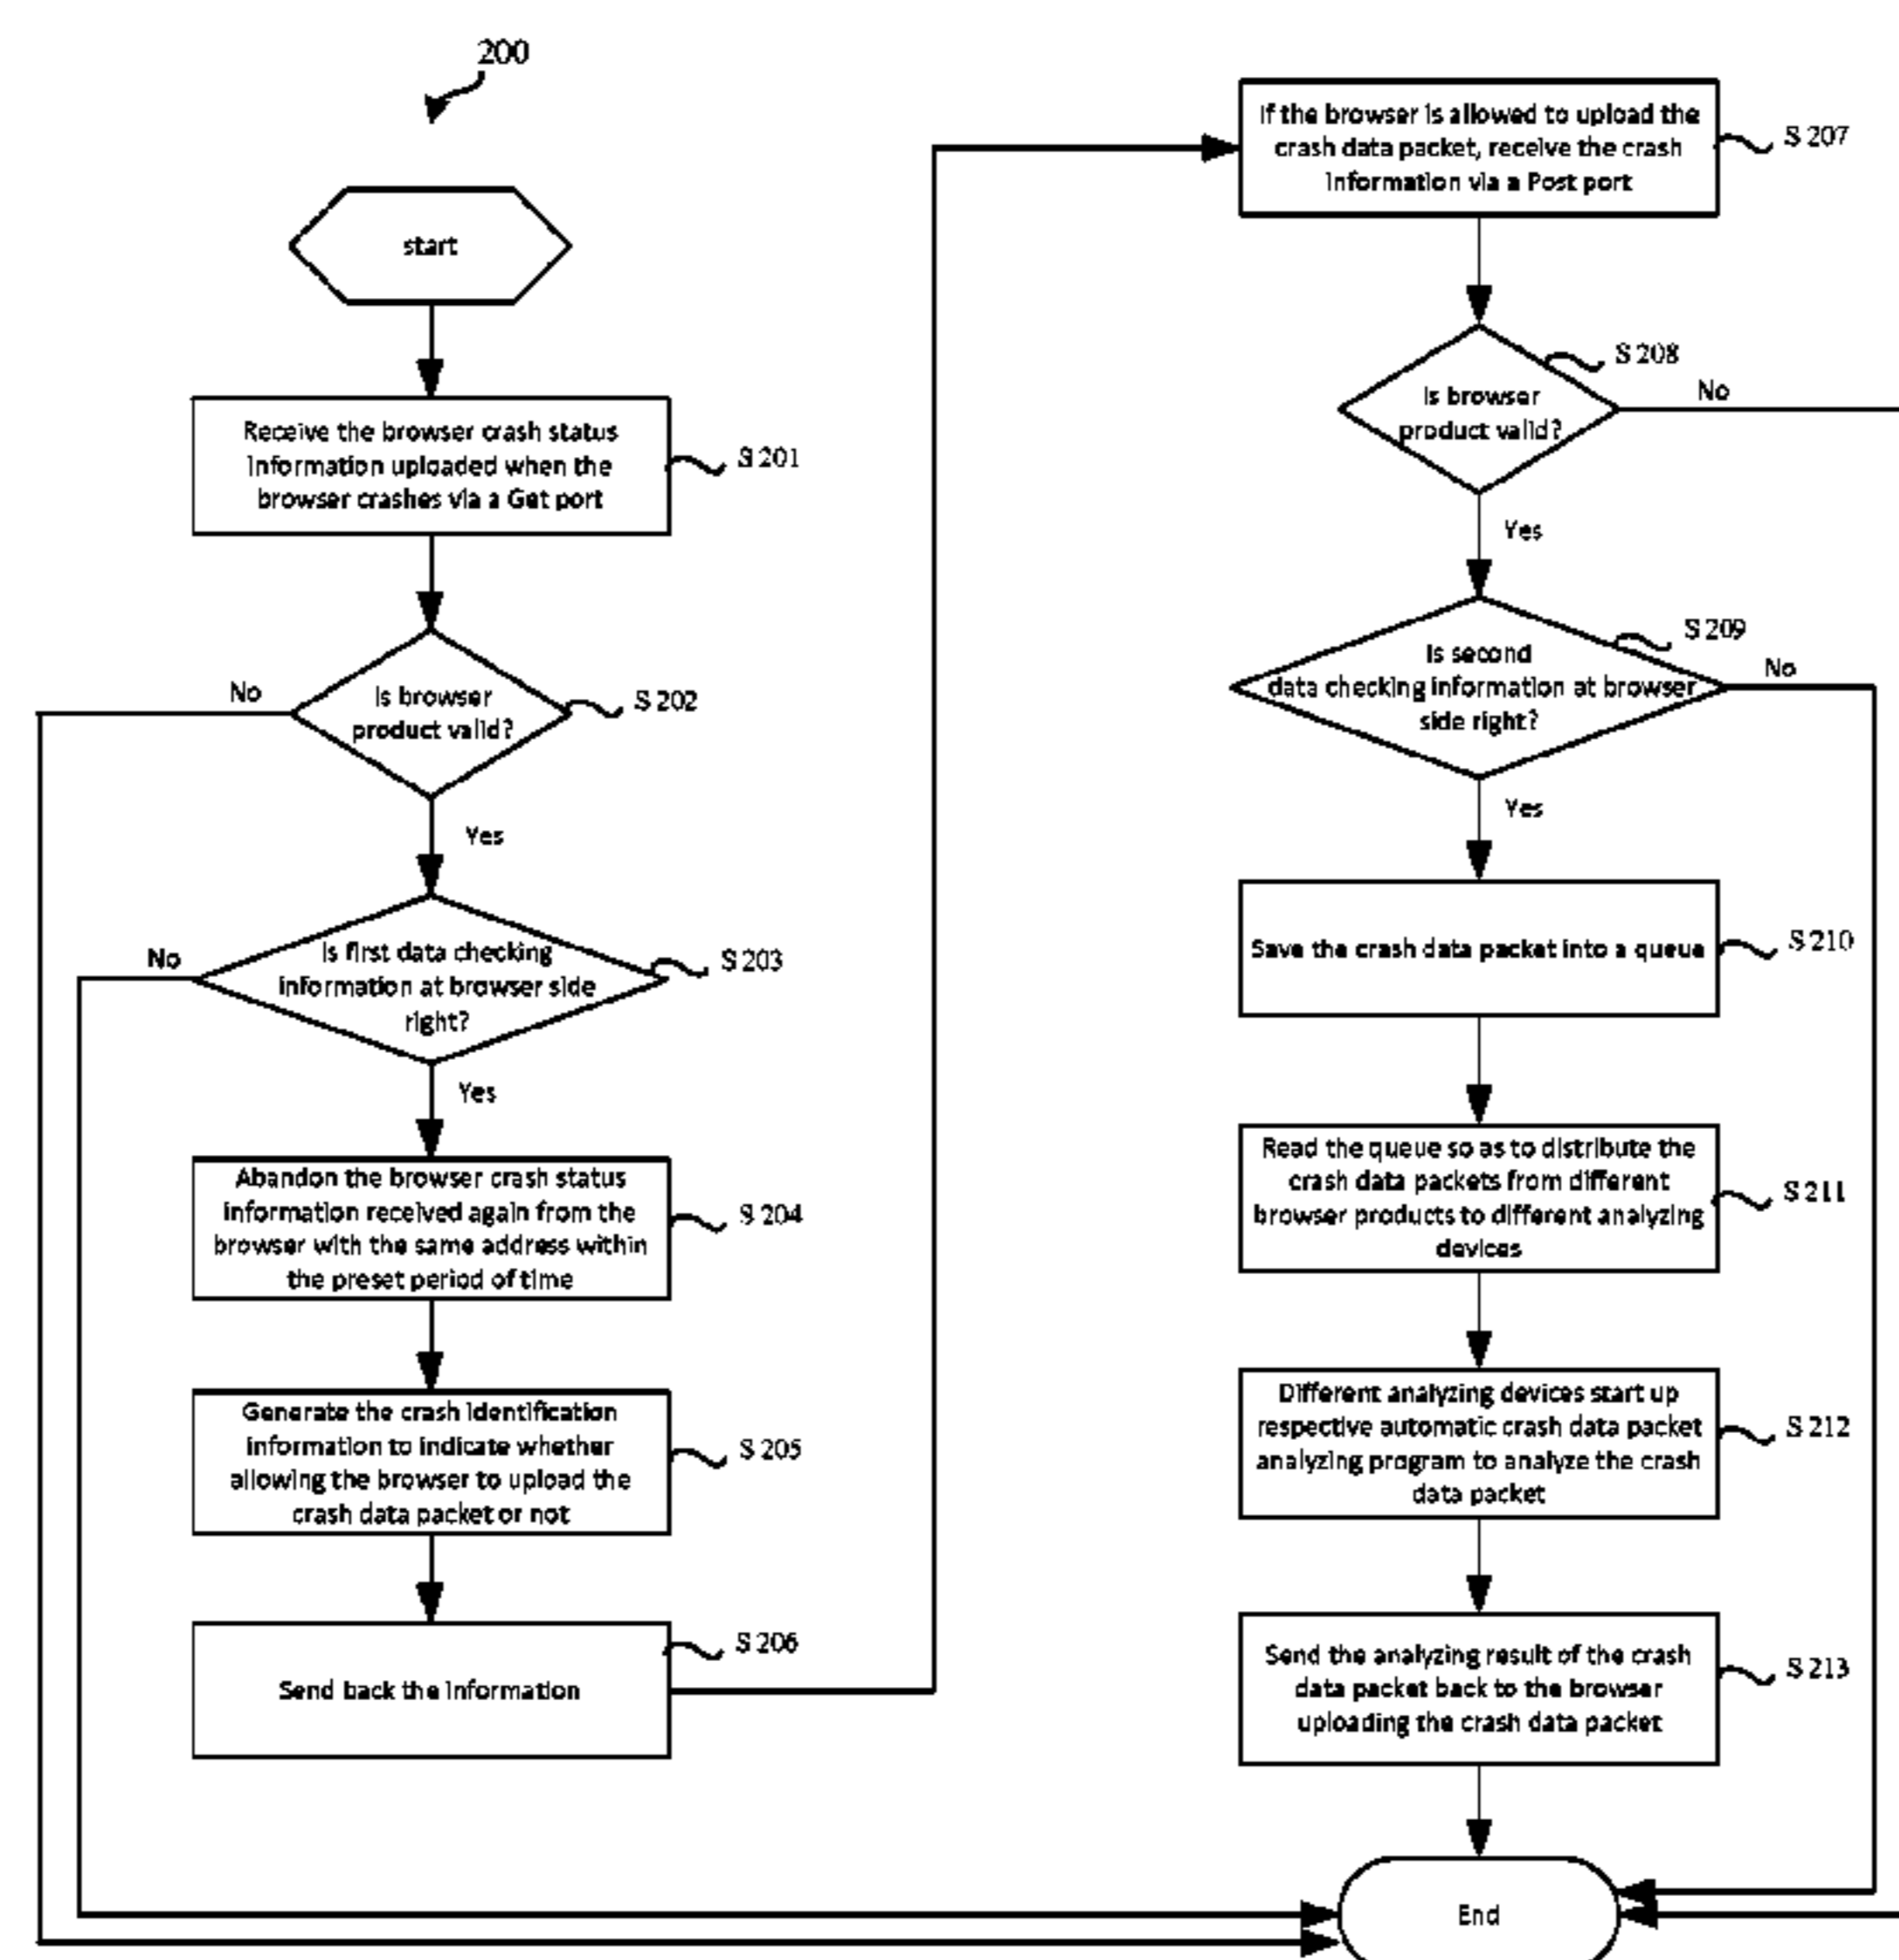 200
start
Receive the browser crash status
information uploaded when the
browser crashes via a Get port
S 201
Is browser
product valid?
S 202
No
Yes
Is first data checking
information at browser side
right?
S 203
No
Yes
Abandon the browser crash status
information received again from the
browser with the same address within
the preset period of time
S 204
Generate the crash identification
information to indicate whether
allowing the browser to upload the
crash data packet or not
S 205
Send back the information
S 206
If the browser is allowed to upload the
crash data packet, receive the crash
information via a Post port
S 207
Is browser
product valid?
S 208
No
Yes
Is second
data checking information at browser
side right?
S 209
No
Yes
Save the crash data packet into a queue
S 210
Read the queue so as to distribute the
crash data packets from different
browser products to different analyzing
devices
S 211
Different analyzing devices start up
respective automatic crash data packet
analyzing program to analyze the crash
data packet
S 212
Send the analyzing result of the crash
data packet back to the browser
uploading the crash data packet
S 213
End